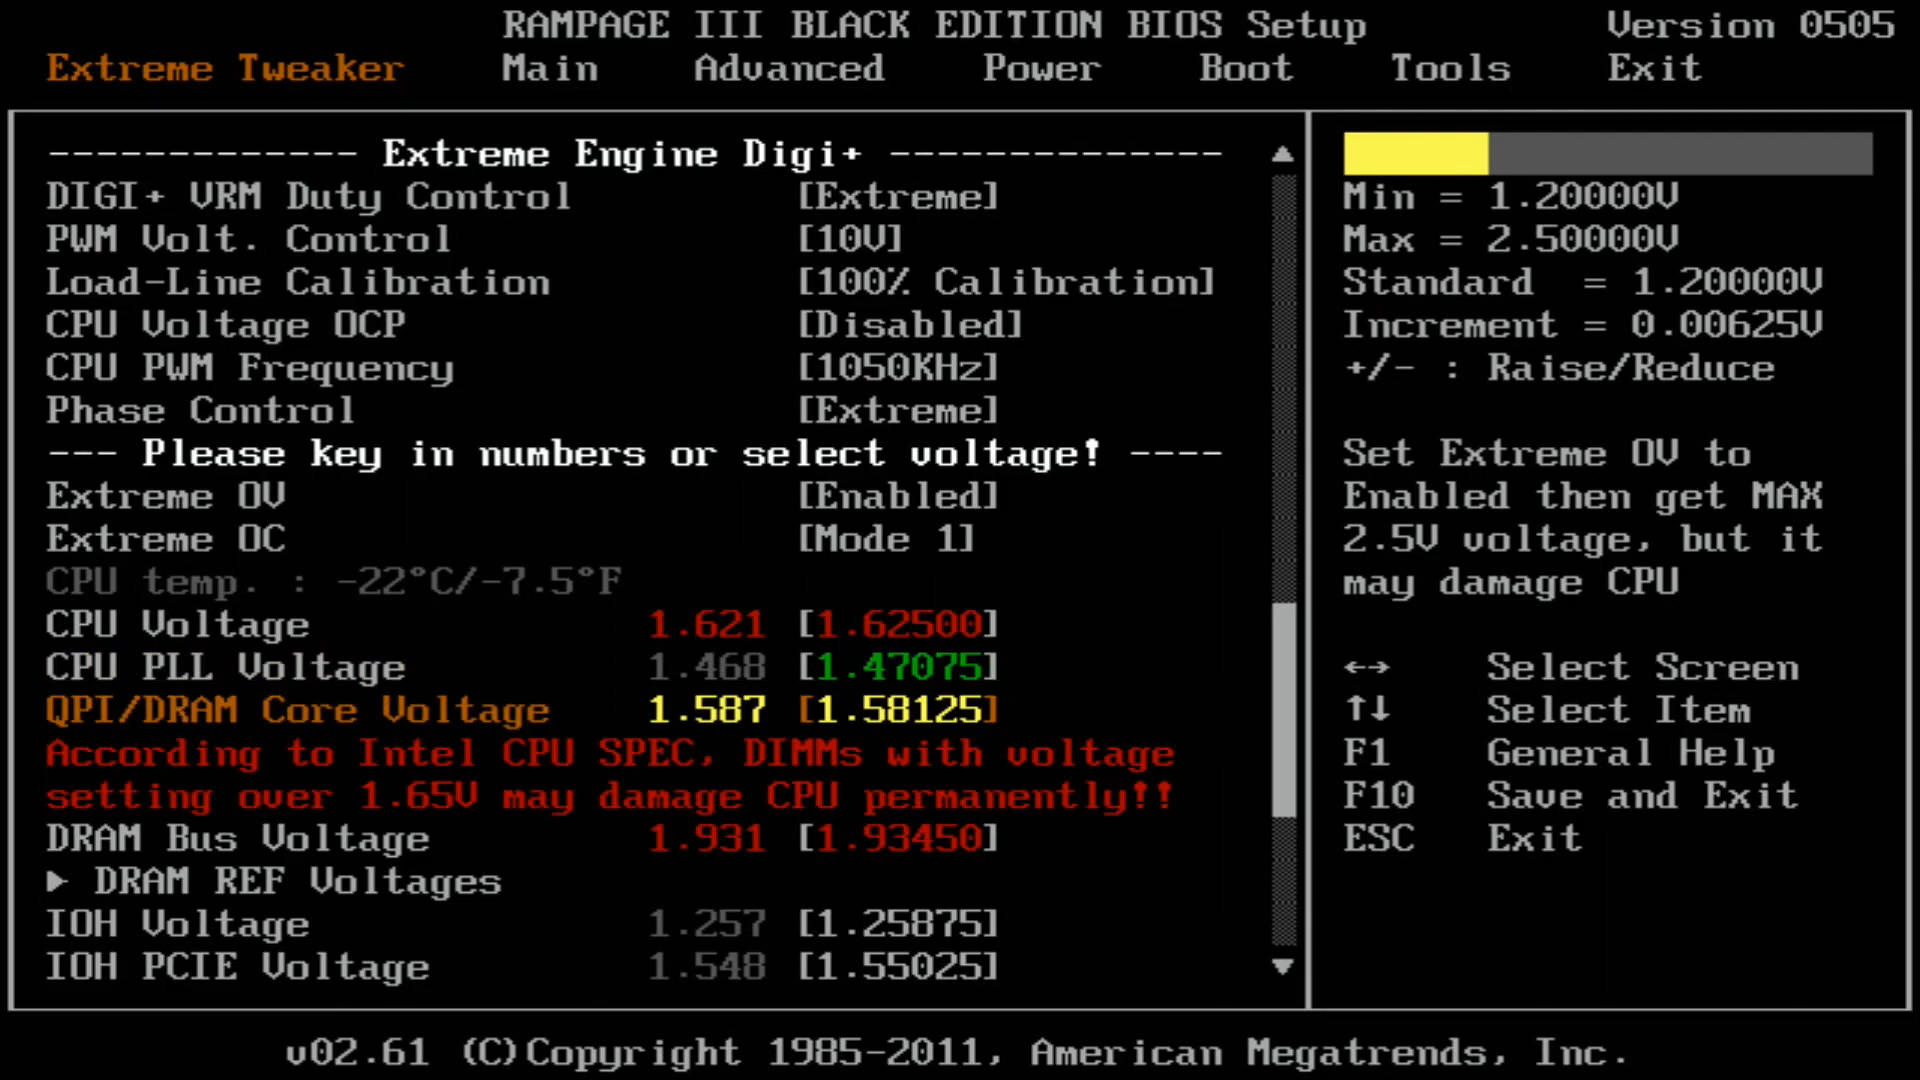 RAMPAGE III BLACK EDITION BIOS Setup Version 0505
Extreme Tweaker Main Advanced Power Boot Tools Exit
------------- Extreme Engine Digi+ --------------
DIGI+ VRM Duty Control [Extreme]
PWM Volt. Control [10V]
Load-Line Calibration [100% Calibration]
CPU Voltage OCP [Disabled]
CPU PWM Frequency [1050KHz]
Phase Control [Extreme]
--- Please key in numbers or select voltage! ----
Extreme OV [Enabled]
Extreme OC [Mode 1]
CPU temp. : -22°C/-7.5°F
CPU Voltage 1.621 [1.62500]
CPU PLL Voltage 1.468 [1.47075]
QPI/DRAM Core Voltage 1.587 [1.58125]
According to Intel CPU SPEC, DIMMs with voltage
setting over 1.65V may damage CPU permanently!!
DRAM Bus Voltage 1.931 [1.93450]
► DRAM REF Voltages
IOH Voltage 1.257 [1.25875]
IOH PCIE Voltage 1.548 [1.55025]
Min = 1.20000V
Max = 2.50000V
Standard = 1.20000V
Increment = 0.00625V
+/- : Raise/Reduce
Set Extreme OV to
Enabled then get MAX
2.5V voltage, but it
may damage CPU
↔ Select Screen
↑↓ Select Item
F1 General Help
F10 Save and Exit
ESC Exit
v02.61 (C)Copyright 1985-2011, American Megatrends, Inc.